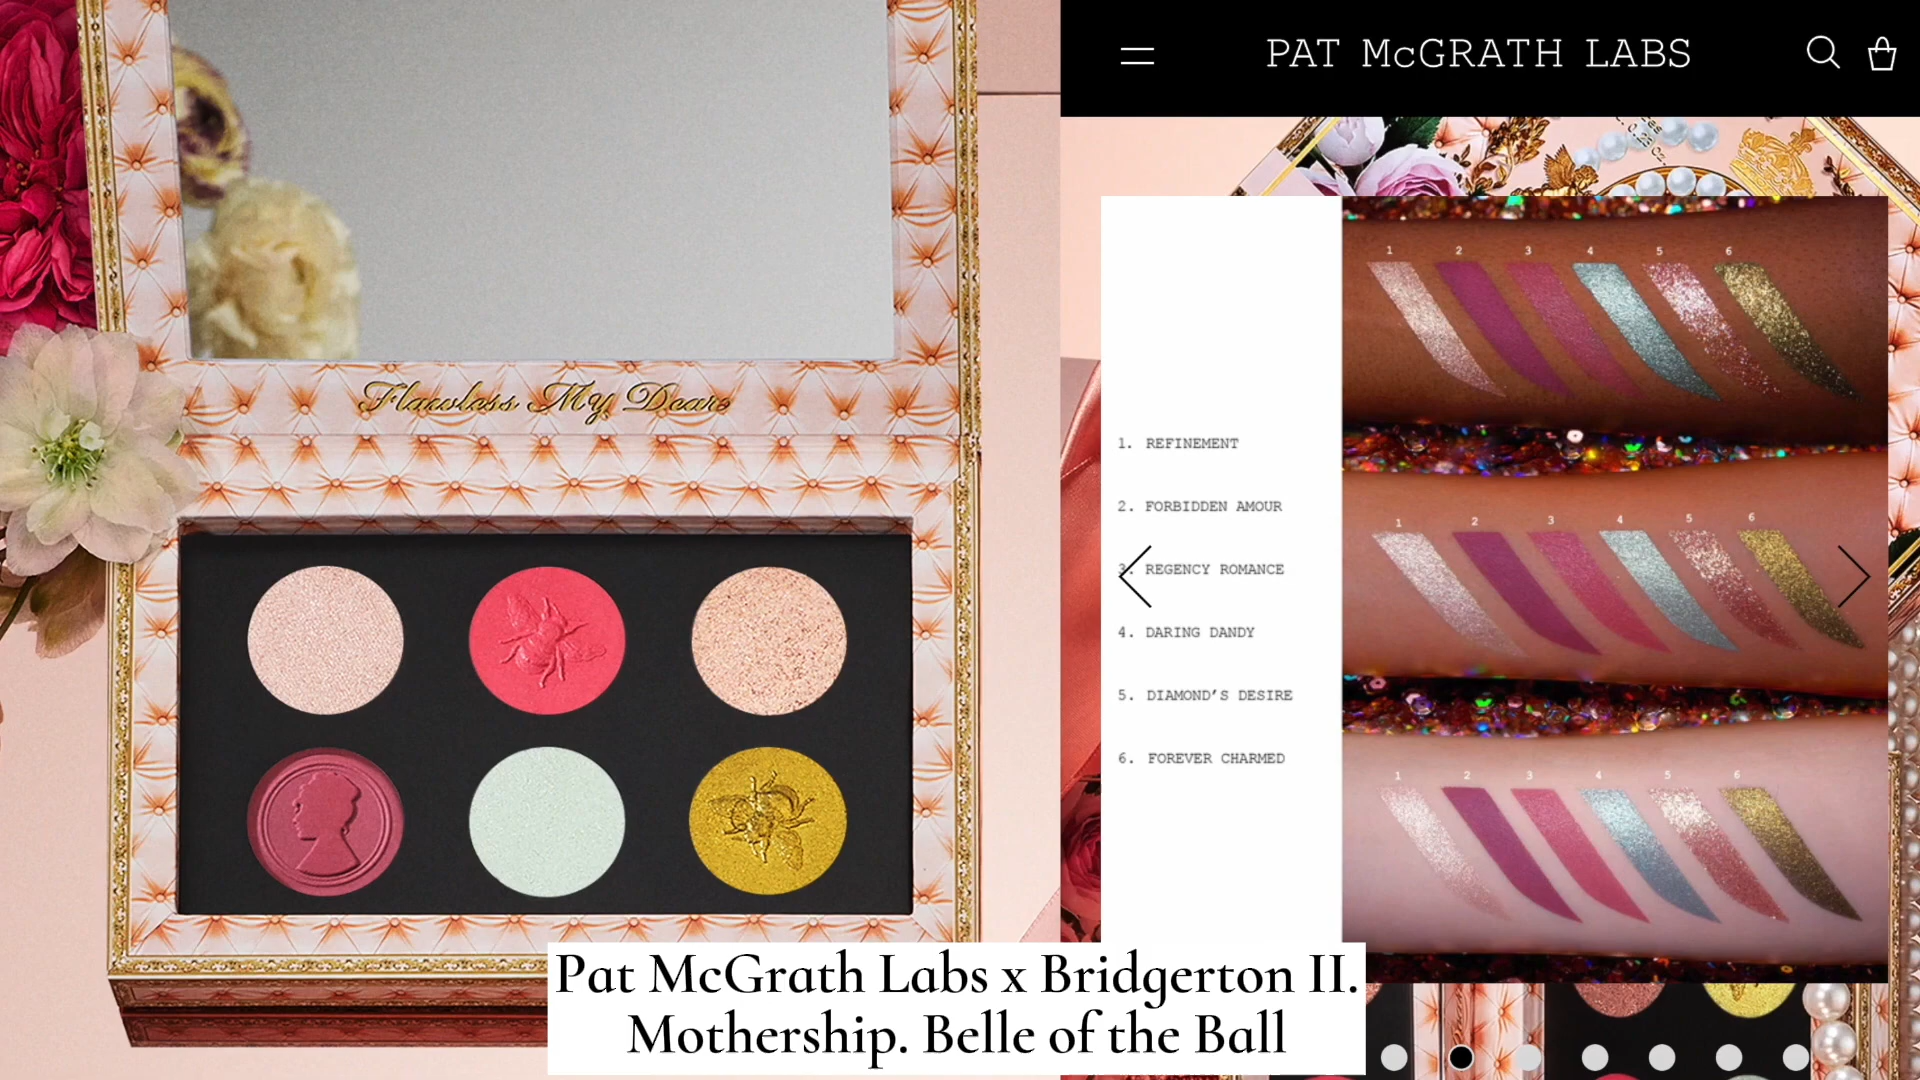 Flawless My Dear
PAT McGRATH LABS
1 2 3 4 5 6
1. REFINEMENT
2. FORBIDDEN AMOUR
3. REGENCY ROMANCE
4. DARING DANDY
5. DIAMOND'S DESIRE
6. FOREVER CHARMED
1 2 3 4 5 6
1 2 3 4 5 6
Pat McGrath Labs x Bridgerton II.
Mothership. Belle of the Ball